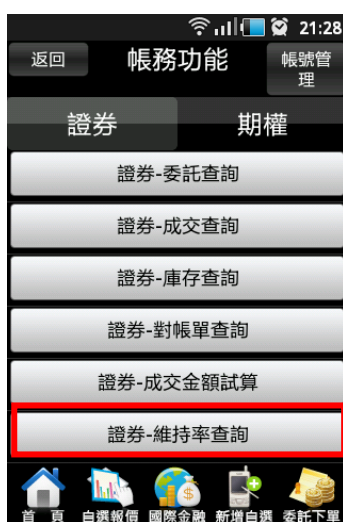 21:28
返回
帳務功能
帳號管
理
證券
期權
證券-委託查詢
證券-成交查詢
證券-庫存查詢
證券-對帳單查詢
證券-成交金額試算
證券-維持率查詢
首 頁 自選報價 國際金融 新增自選 委託下單